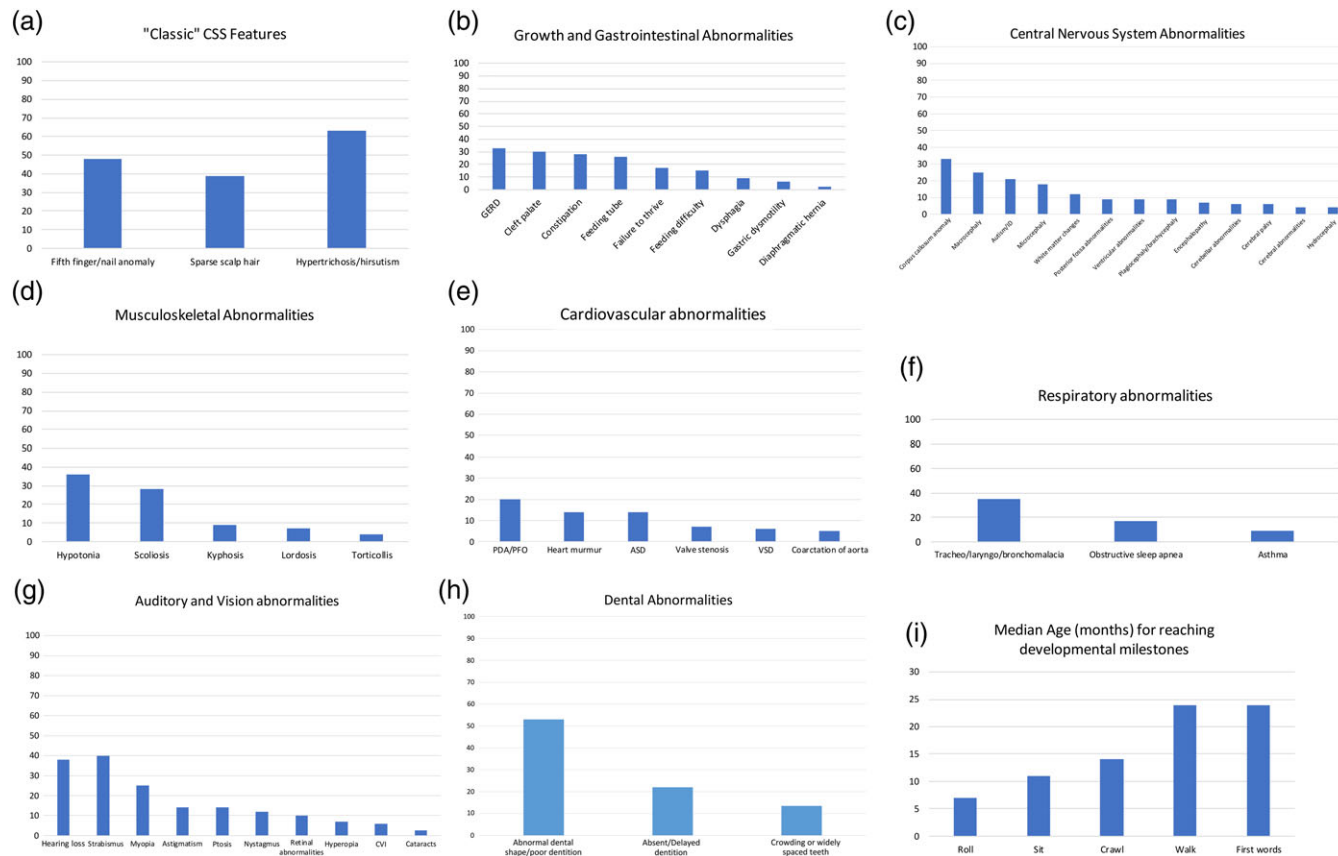 (a)
"Classic" CSS Features
100
90
80
70
60
50
40
30
20
10
0
Fifth finger/nail anomaly
Sparse scalp hair
Hypertrichosis/hirsutism
(b)
Growth and Gastrointestinal Abnormalities
100
90
80
70
60
50
40
30
20
10
0
GERD
Cleft palate
Constipation
Feeding tube
Failure to thrive
Feeding difficulty
Dysphagia
Gastric dysmotility
Diaphragmatic hernia
(c)
Central Nervous System Abnormalities
100
90
80
70
60
50
40
30
20
10
0
Corpus callosum anomaly
Macrocephaly
Autism/ID
Microcephaly
White matter changes
Posterior fossa abnormalities
Ventricular abnormalities
Plagiocephaly/brachycephaly
Encephalopathy
Cerebeller abnormalities
Cerebral palsy
Cerebral abnormalities
Hydrocephaly
(d)
Musculoskeletal Abnormalities
100
90
80
70
60
50
40
30
20
10
0
Hypotonia
Scoliosis
Kyphosis
Lordosis
Torticollis
(e)
Cardiovascular abnormalities
100
90
80
70
60
50
40
30
20
10
0
PDA/PFO
Heart murmur
ASD
Valve stenosis
VSD
Coarctation of aorta
(f)
Respiratory abnormalities
100
80
60
40
20
0
Tracheo/laryngo/bronchomalacia
Obstructive sleep apnea
Asthma
(g)
Auditory and Vision abnormalities
100
90
80
70
60
50
40
30
20
10
0
Hearing loss
Strabismus
Myopia
Astigmatism
Ptosis
Nystagmus
Retinal
abnormalities
Hyperopia
CVI
Cataracts
(h)
Dental Abnormalities
100
90
80
70
60
50
40
30
20
10
0
Abnormal dental
shape/poor dentition
Absent/Delayed
dentition
Crowding or widely
spaced teeth
(i)
Median Age (months) for reaching
developmental milestones
30
25
20
15
10
5
0
Roll
Sit
Crawl
Walk
First words